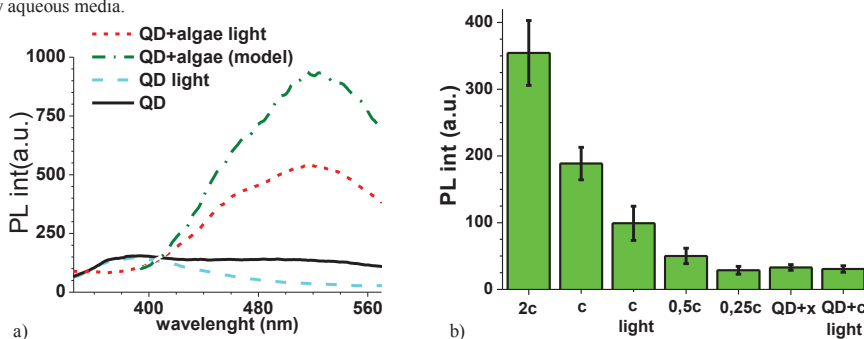 aqueous media.
QD+algae light
QD+algae (model)
QD light
QD
1000
750
500
250
0
PL int(a.u.)
400
480
560
wavelenght (nm)
a)
b)
400
300
200
100
0
PL int (a.u.)
2c
c
c light
0,5c
0,25c
QD+x
QD+c light